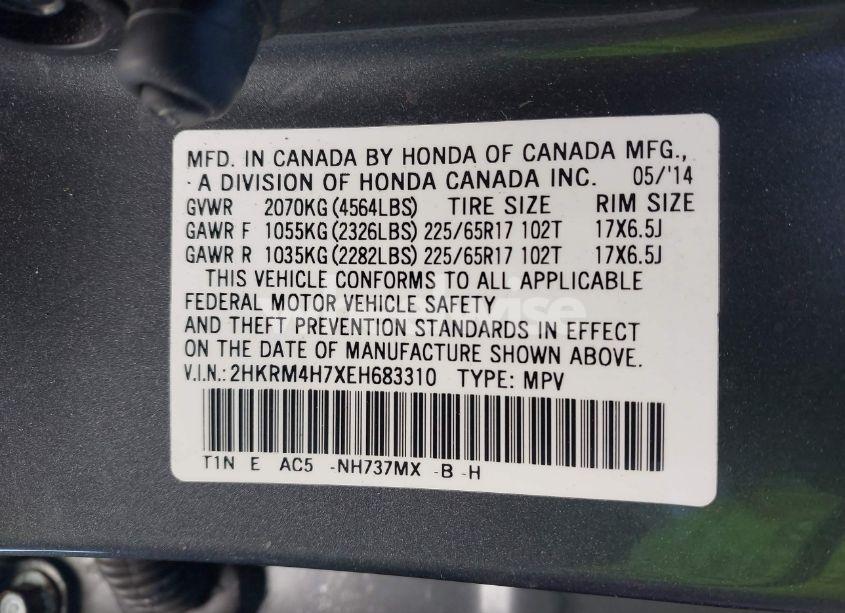 MFD. IN CANADA BY HONDA OF CANADA MFG.,
A DIVISION OF HONDA CANADA INC. 05/'14
GVWR 2070KG (4564LBS) TIRE SIZE RIM SIZE
GAWR F 1055KG (2326LBS) 225/65R17 102T 17X6.5J
GAWR R 1035KG (2282LBS) 225/65R17 102T 17X6.5J
THIS VEHICLE CONFORMS TO ALL APPLICABLE
FEDERAL MOTOR VEHICLE SAFETY
AND THEFT PREVENTION STANDARDS IN EFFECT
ON THE DATE OF MANUFACTURE SHOWN ABOVE.
V.I.N.: 2HKRM4H7XEH683310 TYPE: MPV
T1N E AC5 -NH737MX -B -H